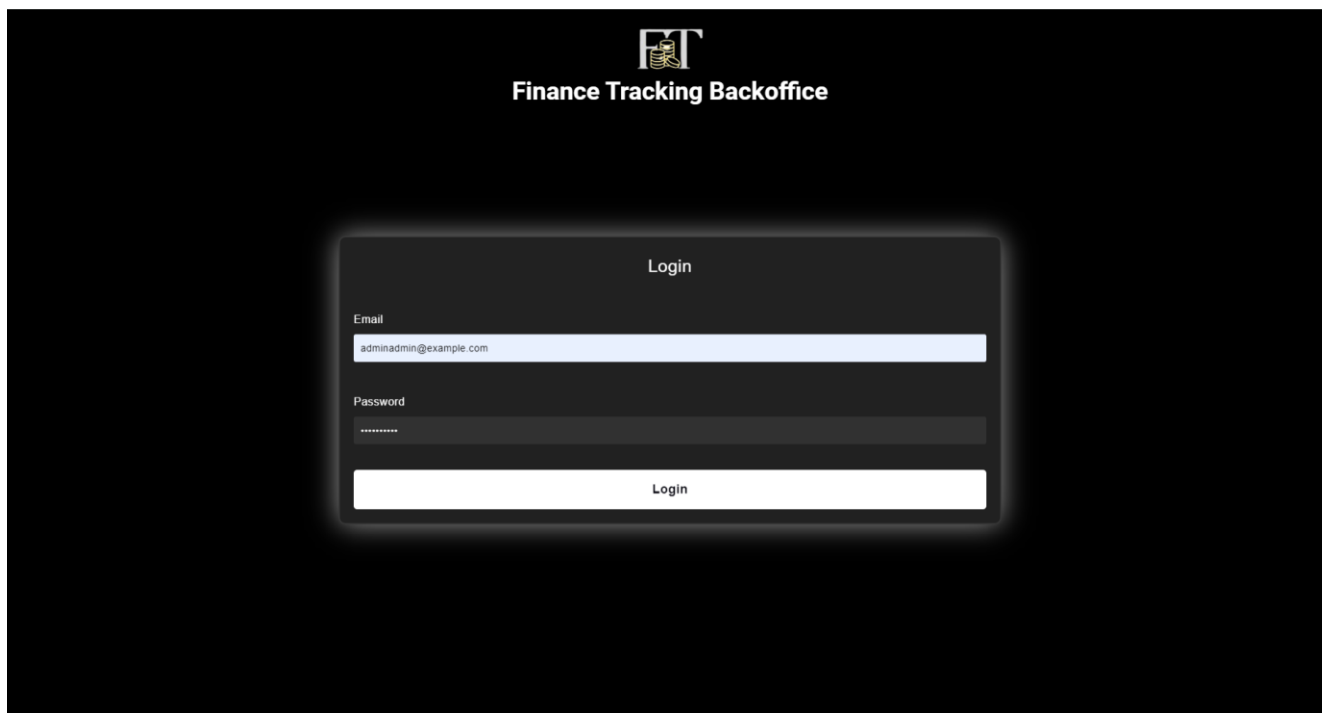 FT
Finance Tracking Backoffice
Login
Email
adminadmin@example.com
Password
••••••••••
Login